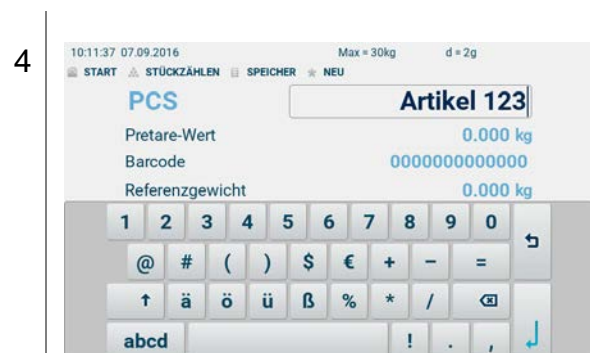 4
10:11:37 07.09.2016 Max = 30kg d = 2g
START STÜCKZÄHLEN SPEICHER NEU
PCS Artikel 123
Pretare-Wert 0.000 kg
Barcode 0000000000000
Referenzgewicht 0.000 kg
1 2 3 4 5 6 7 8 9 0
@ # ( ) $ € + - =
ä ö ü ß % * /
abcd ! . ,